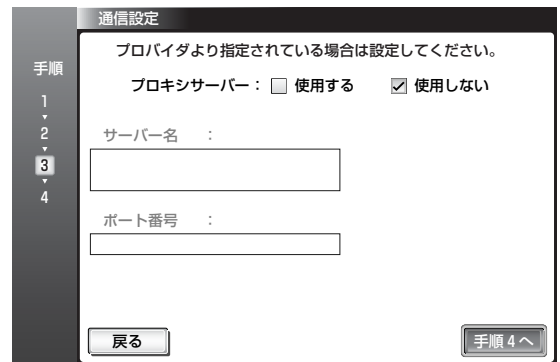 通信設定
手順
1
2
3
4
プロバイダより指定されている場合は設定してください。
プロキシサーバー： 使用する 使用しない
サーバー名 ：
ポート番号 ：
戻る
手順 4 へ